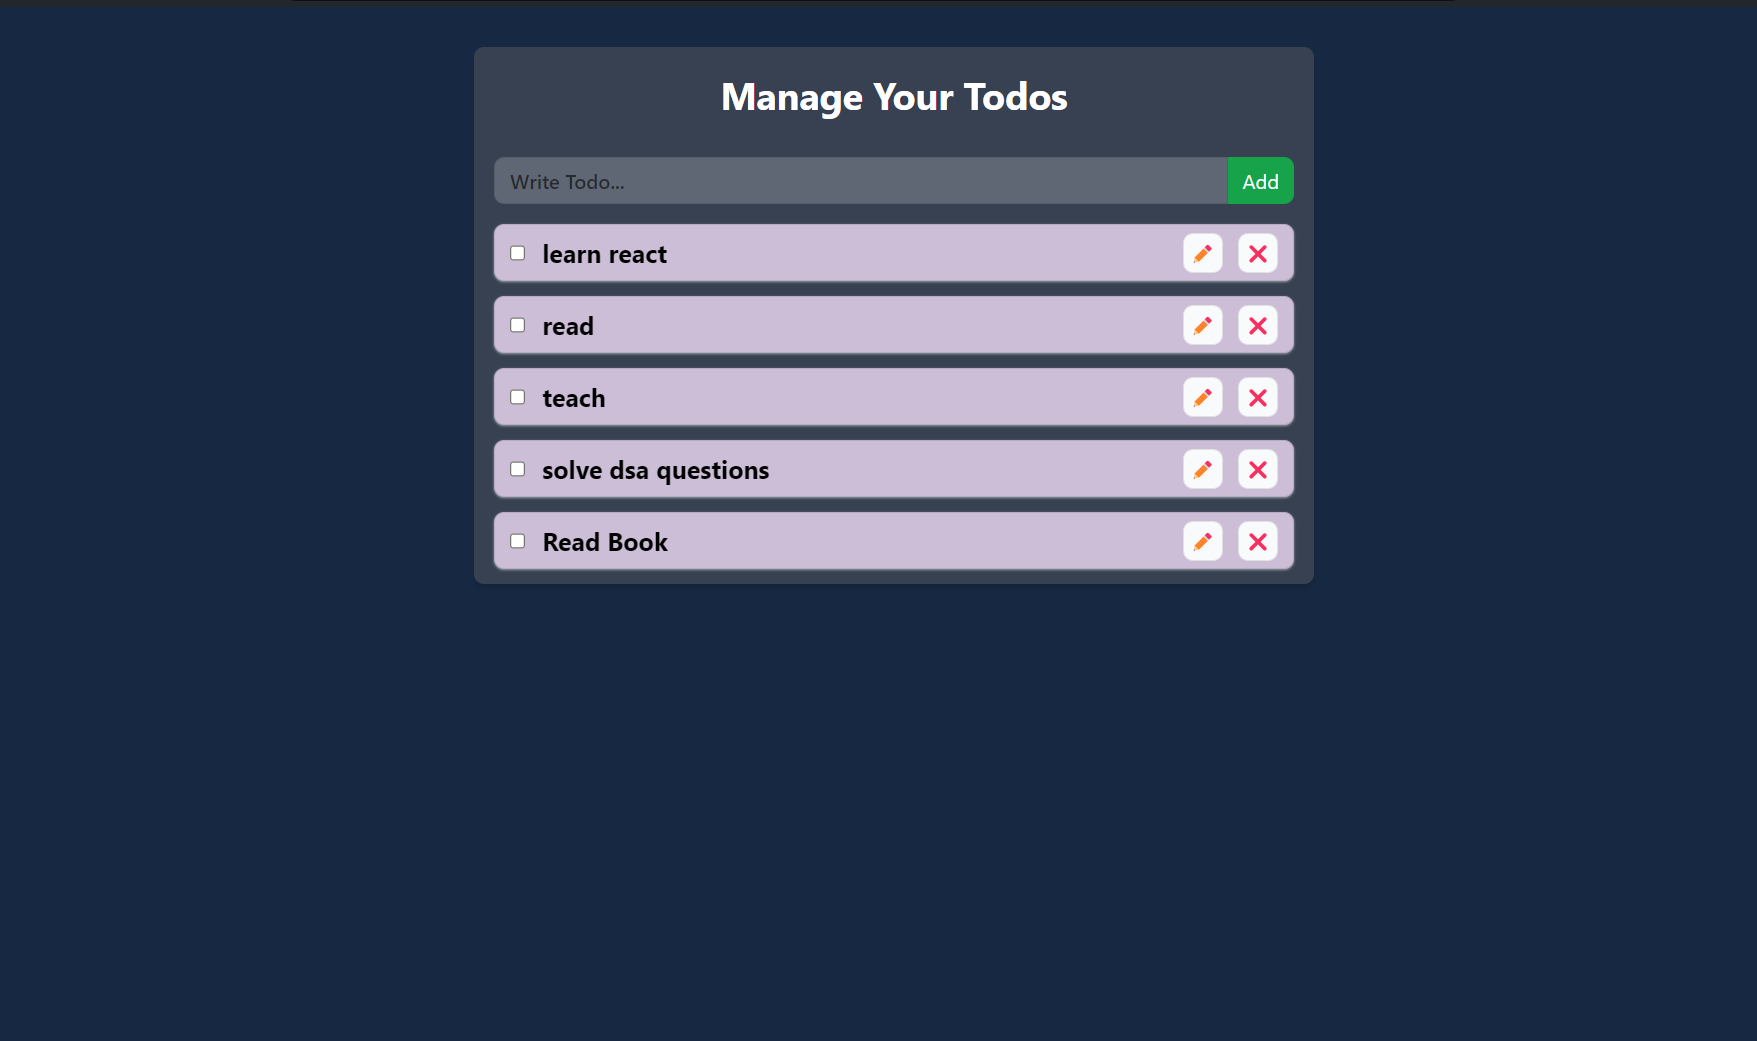 Manage Your Todos
Write Todo...
Add
learn react
read
teach
solve dsa questions
Read Book